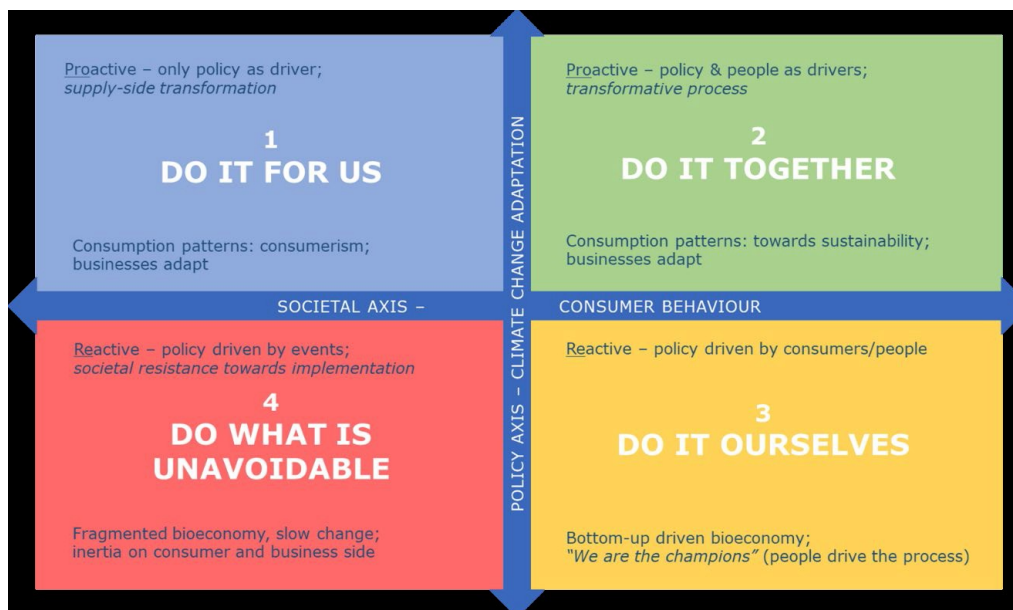 Proactive – only policy as driver;
supply-side transformation
1
DO IT FOR US
Consumption patterns: consumerism;
businesses adapt
Proactive – policy & people as drivers;
transformative process
2
DO IT TOGETHER
Consumption patterns: towards sustainability;
businesses adapt
SOCIETAL AXIS – CONSUMER BEHAVIOUR
POLICY AXIS – CLIMATE CHANGE ADAPTATION
Reactive – policy driven by events;
societal resistance towards implementation
4
DO WHAT IS
UNAVOIDABLE
Fragmented bioeconomy, slow change;
inertia on consumer and business side
Reactive – policy driven by consumers/people
3
DO IT OURSELVES
Bottom-up driven bioeconomy;
"We are the champions" (people drive the process)